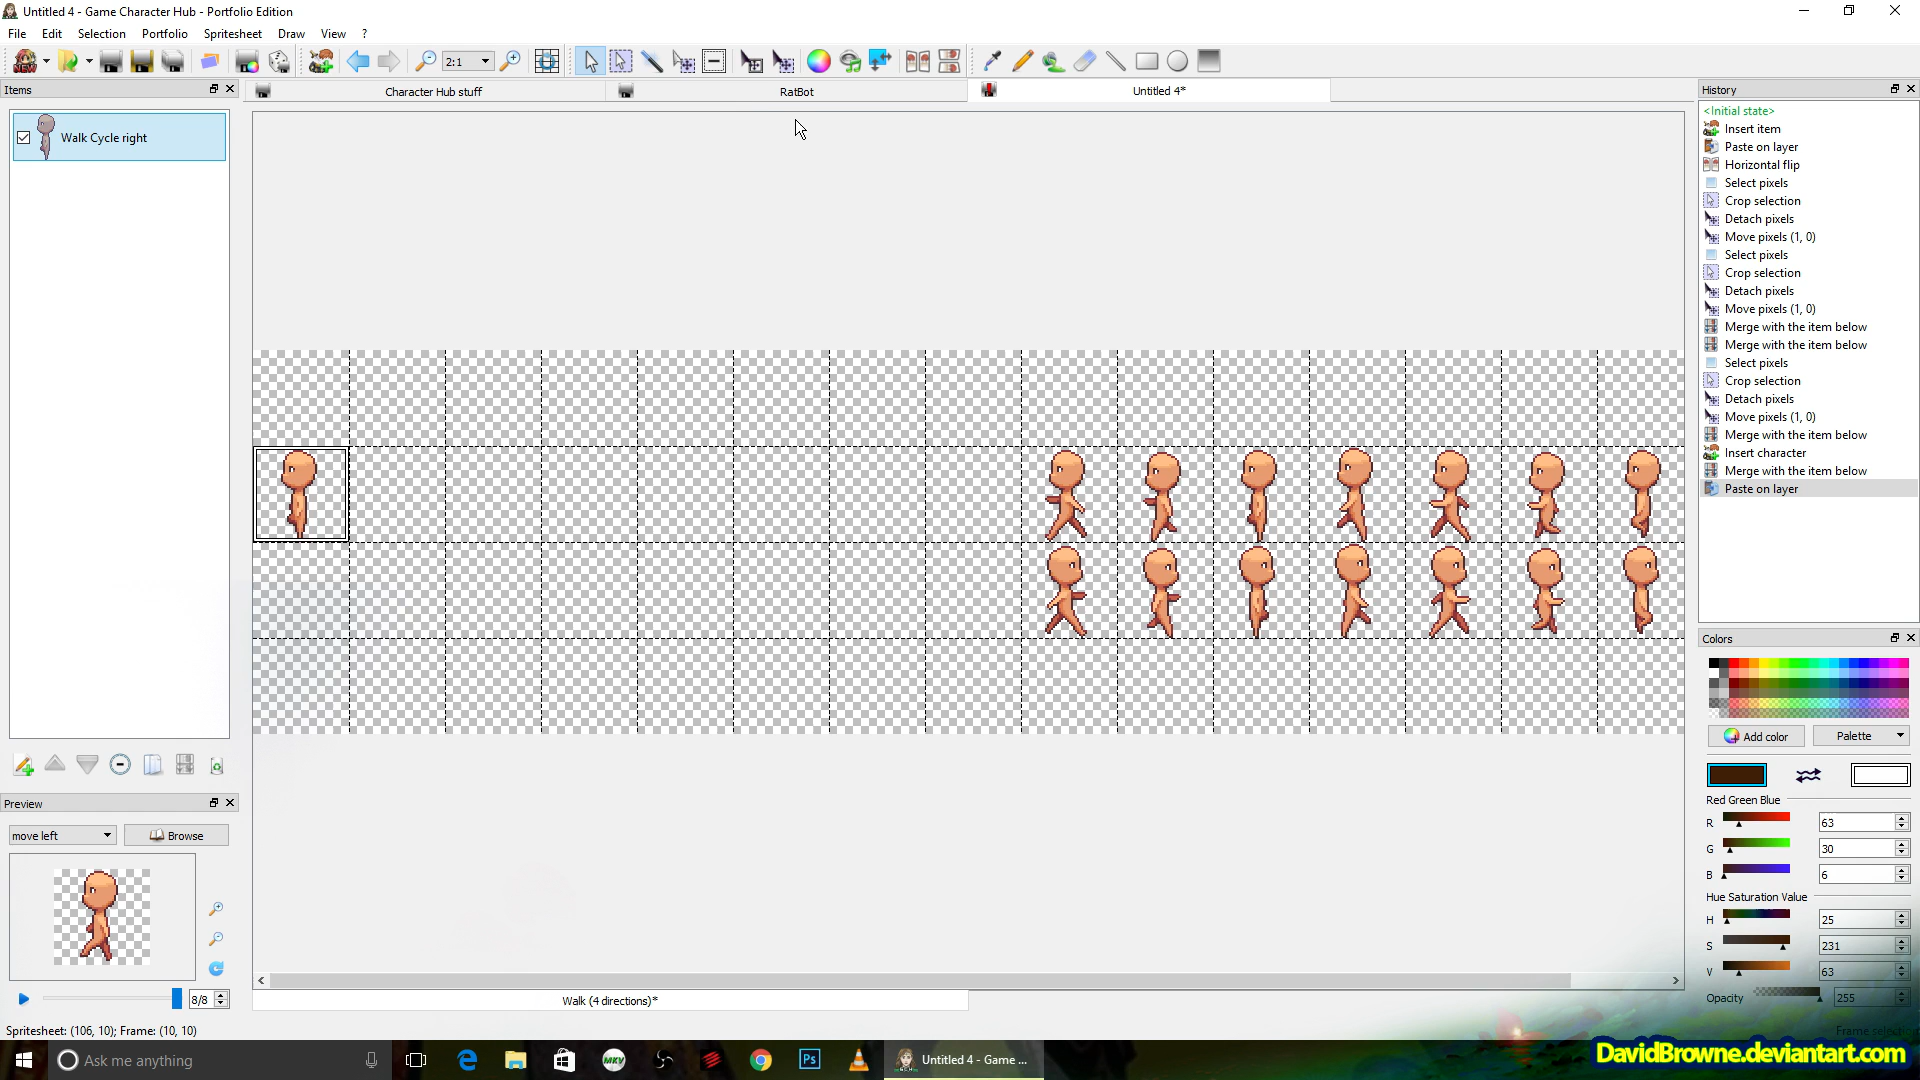 Untitled 4 - Game Character Hub - Portfolio Edition
File Edit Selection Portfolio Spritesheet Draw View ?
NEW 2:1
Items
Character Hub stuff RatBot Untitled 4*
History
Walk Cycle right
<Initial state>
Insert item
Paste on layer
Horizontal flip
Select pixels
Crop selection
Detach pixels
Move pixels (1, 0)
Select pixels
Crop selection
Detach pixels
Move pixels (1, 0)
Merge with the item below
Merge with the item below
Select pixels
Crop selection
Detach pixels
Move pixels (1, 0)
Merge with the item below
Insert character
Merge with the item below
Paste on layer
Colors
Add color Palette
Red Green Blue
R 63
G 30
B 6
Hue Saturation Value
H 25
S 231
V 63
Opacity 255
Preview
move left Browse
8/8
Walk (4 directions)*
Spritesheet: (106, 10); Frame: (10, 10)
Frame selection
Ask me anything
MKV
Ps
Untitled 4 - Game ...
DavidBrowne.deviantart.com